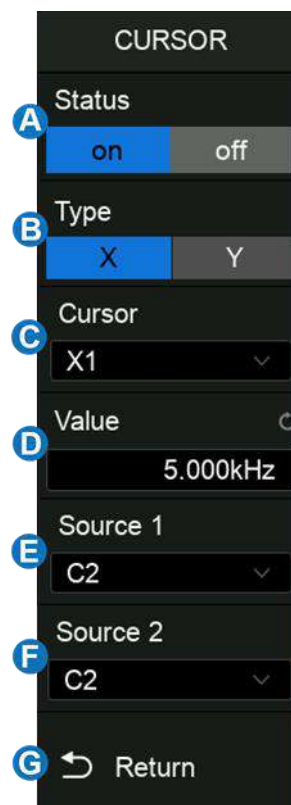 CURSOR
Status
A
on off
Type
B
X Y
Cursor
C
X1
Value
D
5.000kHz
Source 1
E
C2
Source 2
F
C2
G Return